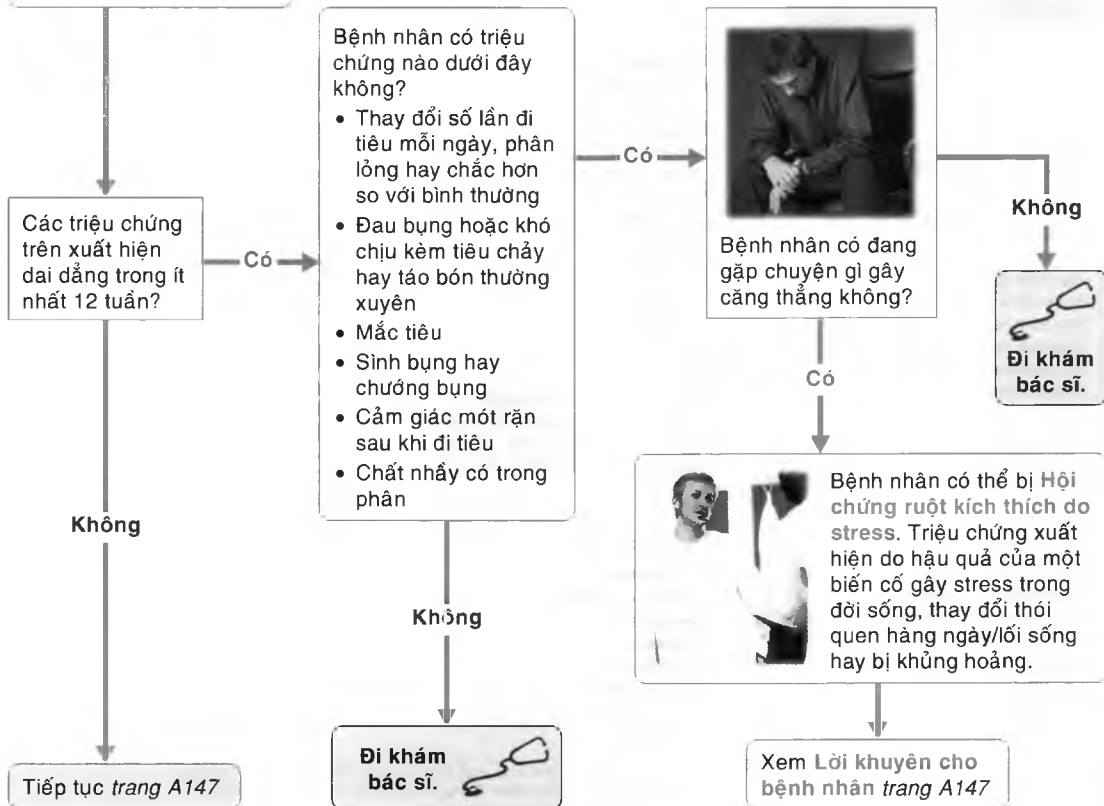 Các triệu chứng
trên xuất hiện
dai dẳng trong ít
nhất 12 tuần?
Có
Không
Tiếp tục trang A147
Bệnh nhân có triệu
chứng nào dưới đây
không?
• Thay đổi số lần đi
tiêu mỗi ngày, phân
lỏng hay chắc hơn
so với bình thường
• Đau bụng hoặc khó
chịu kèm tiêu chảy
hay táo bón thường
xuyên
• Mắc tiêu
• Sình bụng hay
chướng bụng
• Cảm giác mót rặn
sau khi đi tiêu
• Chất nhầy có trong
phân
Có
Không
Đi khám
bác sĩ.
Bệnh nhân có đang
gặp chuyện gì gây
căng thẳng không?
Không
Đi khám
bác sĩ.
Có
Bệnh nhân có thể bị Hội
chứng ruột kích thích do
stress. Triệu chứng xuất
hiện do hậu quả của một
biến cố gây stress trong
đời sống, thay đổi thói
quen hàng ngày/lối sống
hay bị khủng hoảng.
Xem Lời khuyên cho
bệnh nhân trang A147